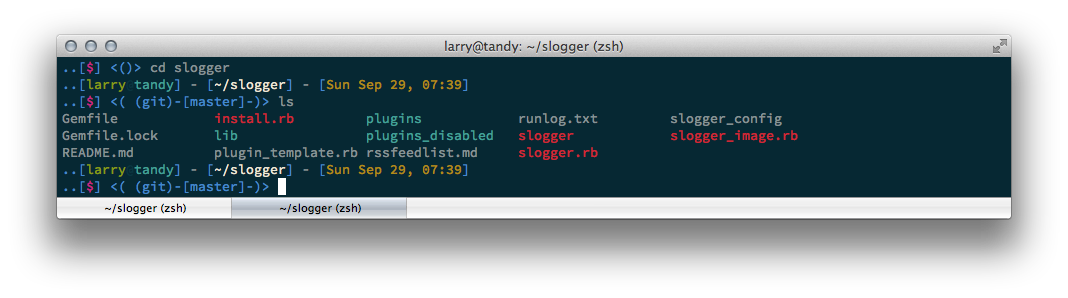 larry@tandy: ~/slogger (zsh)
..[$] <()> cd slogger
..[larry@tandy] - [~/slogger] - [Sun Sep 29, 07:39]
..[$] <( (git)-[master]-)> ls
Gemfile install.rb plugins runlog.txt slogger_config
Gemfile.lock lib plugins_disabled slogger slogger_image.rb
README.md plugin_template.rb rssfeedlist.md slogger.rb
..[larry@tandy] - [~/slogger] - [Sun Sep 29, 07:39]
..[$] <( (git)-[master]-)>
~/slogger (zsh) ~/slogger (zsh)